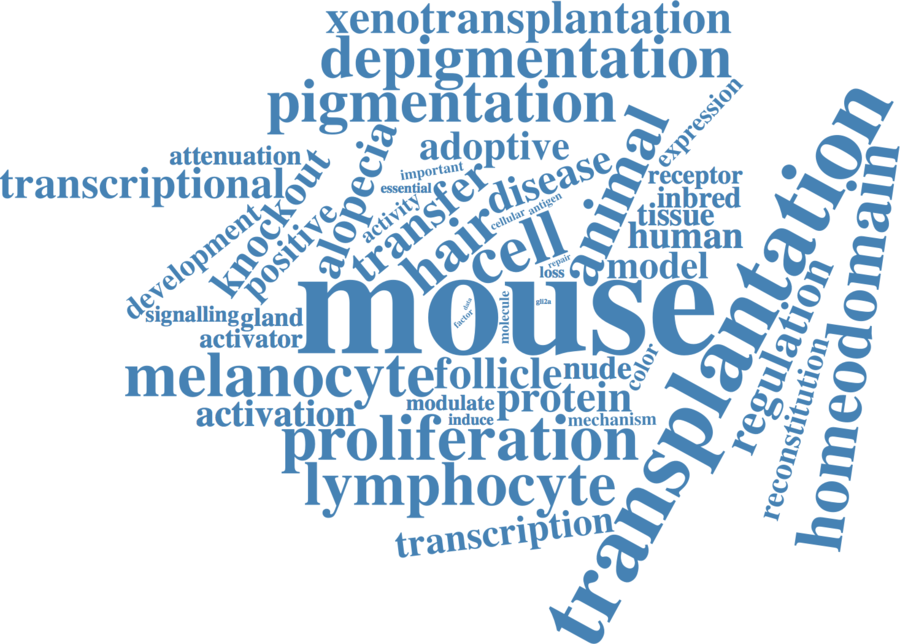 xenotransplantation
depigmentation
pigmentation
expression
adoptive
attenuation
transcriptional
knockout
alopecia
important
essential
transfer
disease
animal
receptor
inbred
tissue
human
activity
cellular
antigen
development
positive
hair
cell
repair
loss
model
transplantation
homeodomain
signalling
gland
activator
mouse
data
factor
molecule
gli2a
regulation
reconstitution
melanocyte
follicle
nude
color
activation
modulate
protein
induce
mechanism
proliferation
lymphocyte
transcription